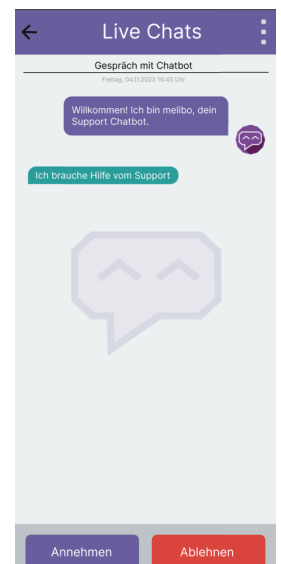 Live Chats
Gespräch mit Chatbot
Freitag, 04.11.2022 16:45 Uhr
Willkommen! Ich bin melibo, dein
Support Chatbot.
Ich brauche Hilfe vom Support
Annehmen
Ablehnen